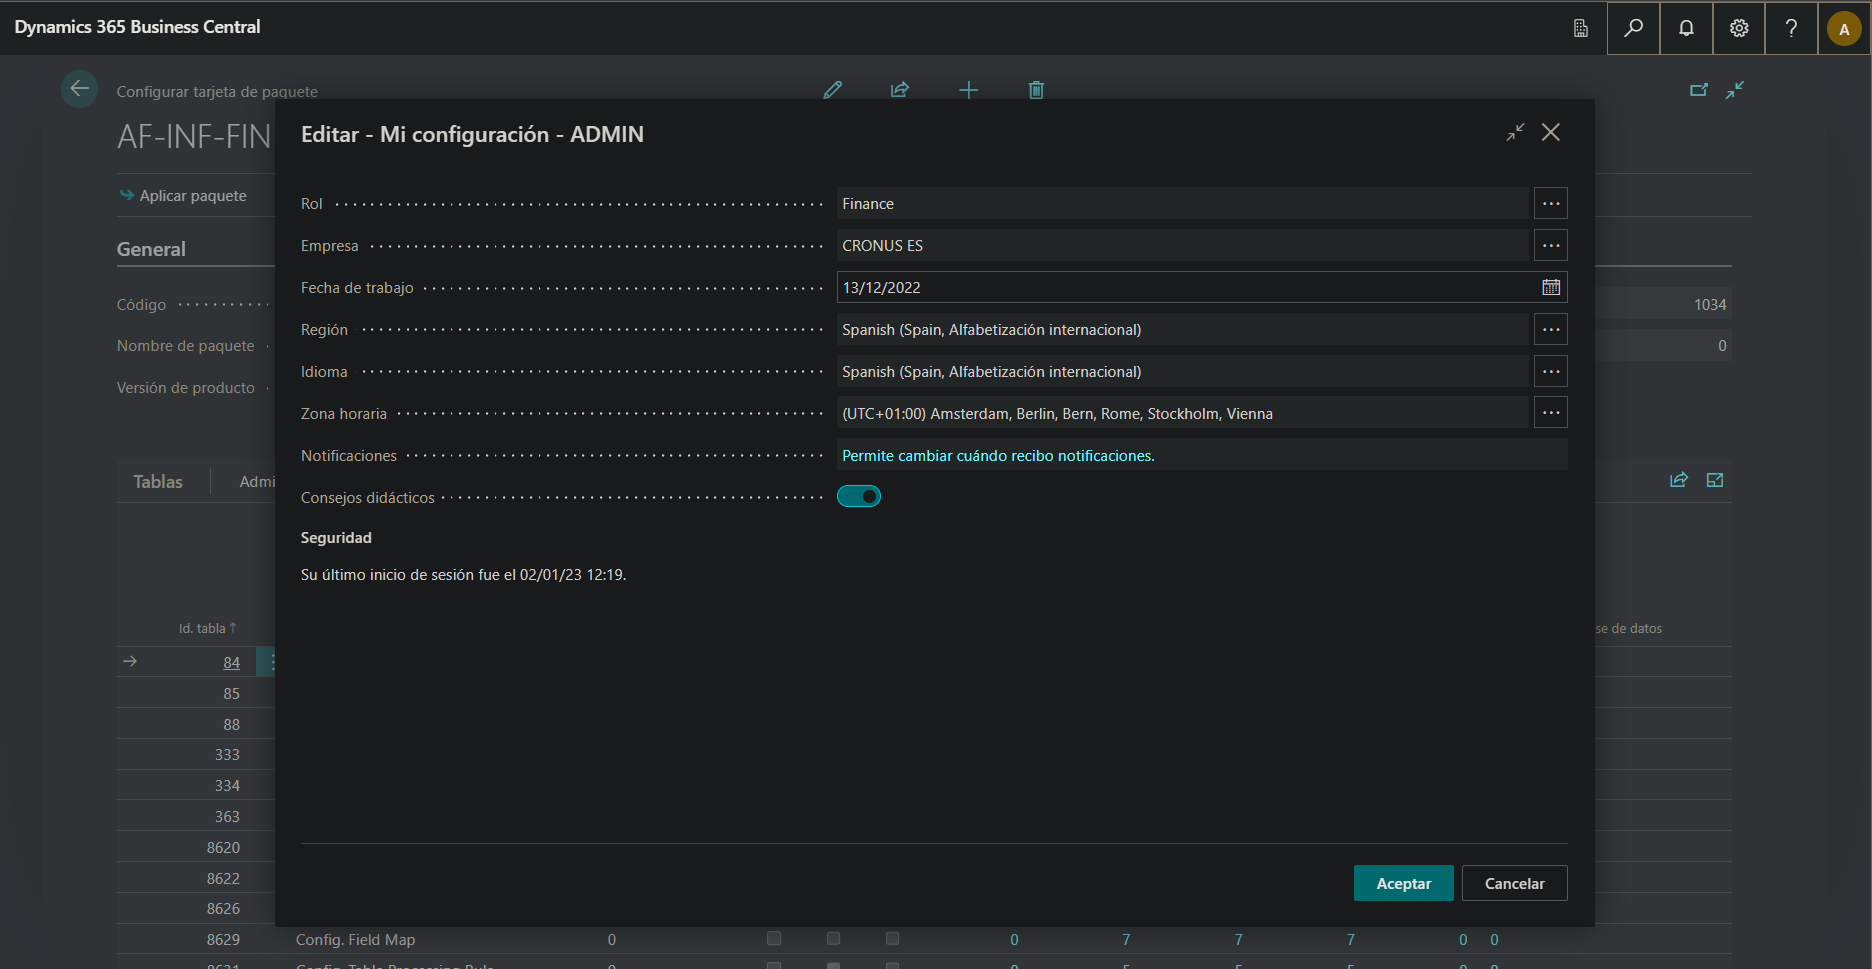 Dynamics 365 Business Central
A
Configurar tarjeta de paquete
AF-INF-FIN
Aplicar paquete
General
Código
Nombre de paquete
Versión de producto
1034
0
Editar - Mi configuración - ADMIN
Rol Finance
Empresa CRONUS ES
Fecha de trabajo 13/12/2022
Región Spanish (Spain, Alfabetización internacional)
Idioma Spanish (Spain, Alfabetización internacional)
Zona horaria (UTC+01:00) Amsterdam, Berlin, Bern, Rome, Stockholm, Vienna
Notificaciones Permite cambiar cuándo recibo notificaciones.
Consejos didácticos
Seguridad
Su último inicio de sesión fue el 02/01/23 12:19.
Aceptar Cancelar
Tablas Admi
Id. tabla se de datos
84
85
88
333
334
363
8620
8622
8626
8629 Config. Field Map 0 0 7 7 7 0 0